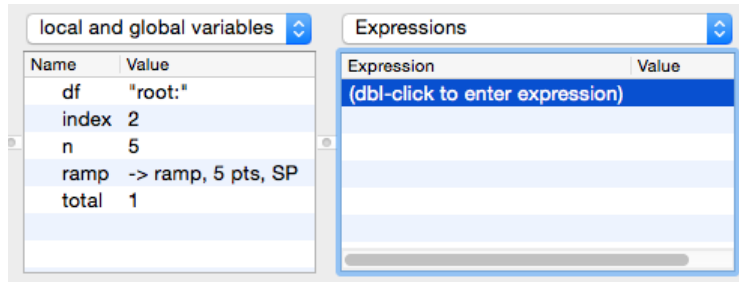 local and global variables
Name Value
df "root:"
index 2
n 5
ramp -> ramp, 5 pts, SP
total 1
Expressions
Expression Value
(dbl-click to enter expression)